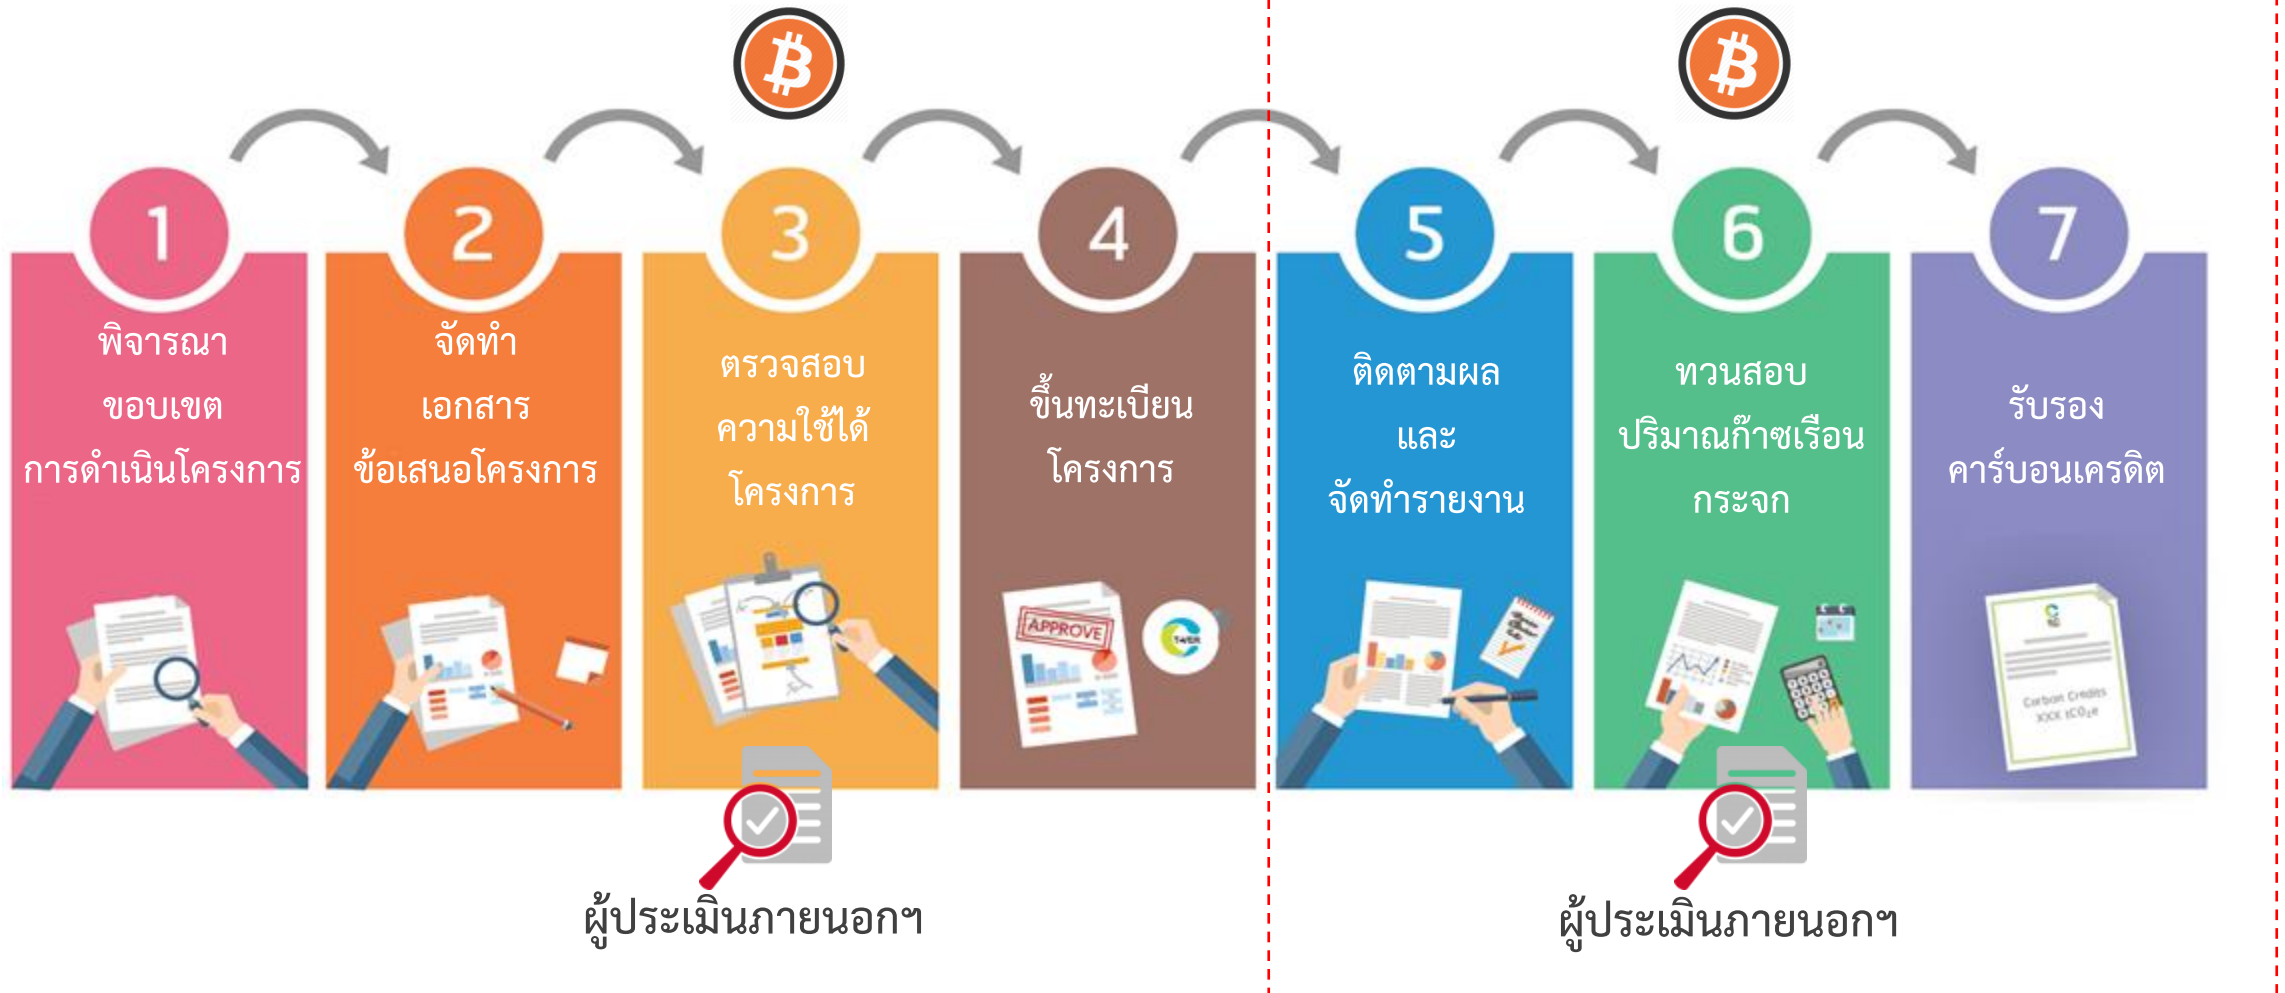 1
พิจารณา
ขอบเขต
การดำเนินโครงการ
2
จัดทำ
เอกสาร
ข้อเสนอโครงการ
3
ตรวจสอบ
ความใช้ได้
โครงการ
4
ขึ้นทะเบียน
โครงการ
APPROVE
T-VER
5
ติดตามผล
และ
จัดทำรายงาน
6
ทวนสอบ
ปริมาณก๊าซเรือน
กระจก
7
รับรอง
คาร์บอนเครดิต
Carbon Credits
XXX tCO₂e
ผู้ประเมินภายนอกฯ
ผู้ประเมินภายนอกฯ